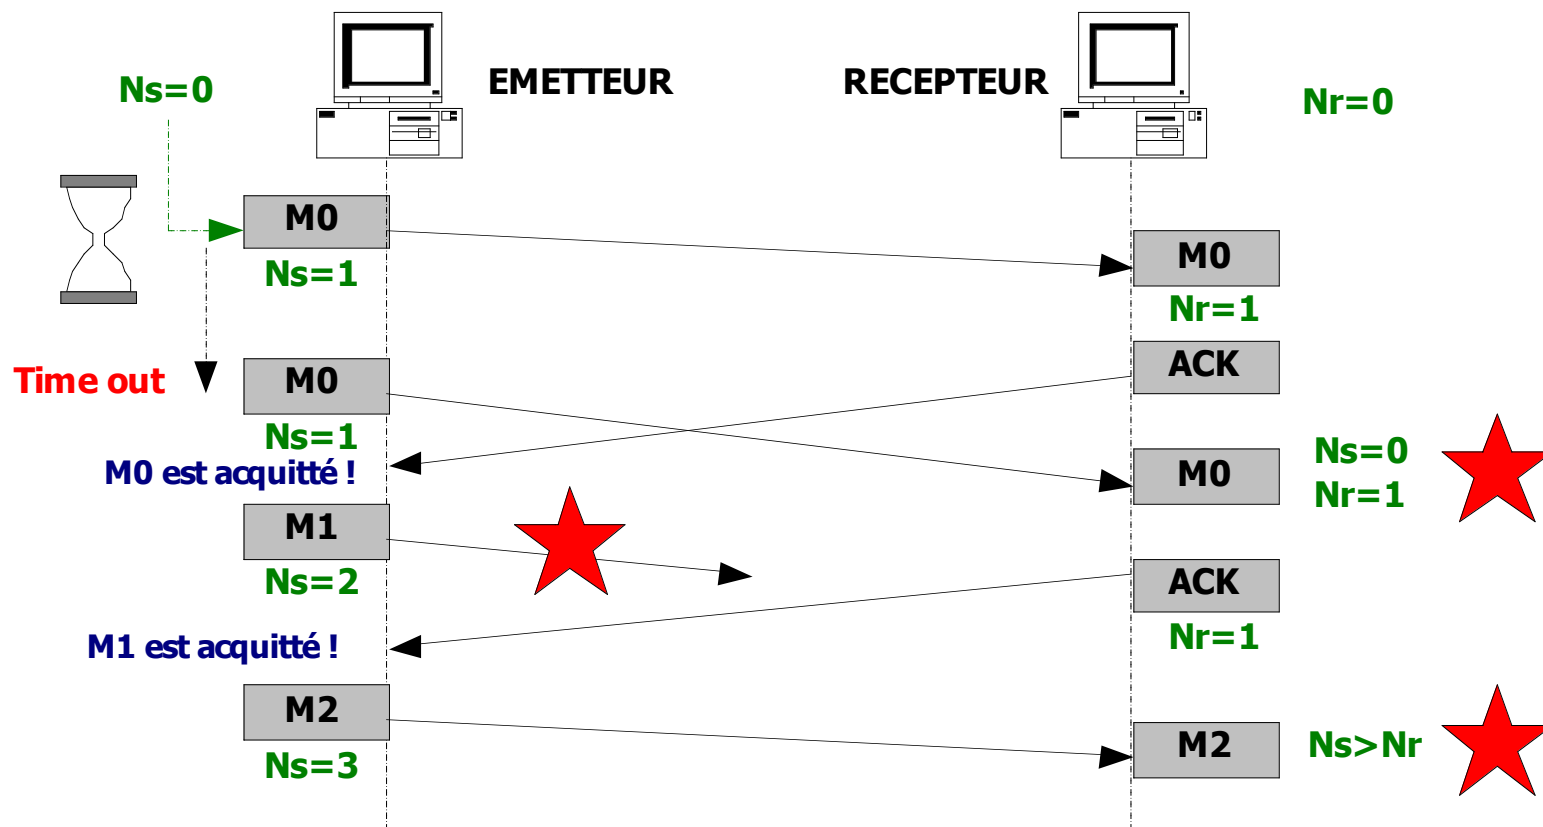 EMETTEUR
RECEPTEUR
Ns=0
Nr=0
M0
Ns=1
M0
Nr=1
ACK
Time out
M0
Ns=1
M0 est acquitté !
M0
Ns=0
Nr=1
M1
Ns=2
ACK
Nr=1
M1 est acquitté !
M2
Ns=3
M2
Ns>Nr